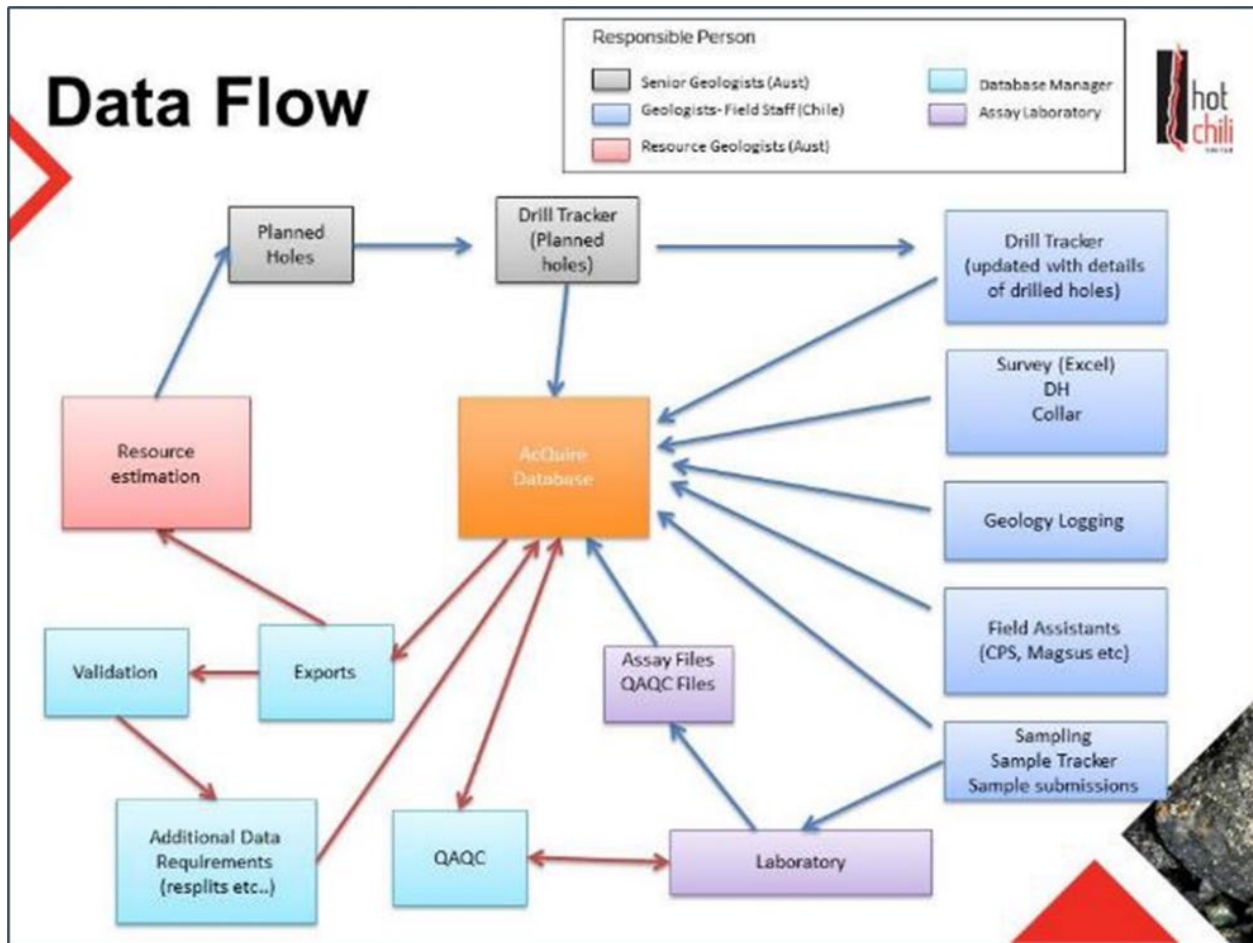 Data Flow
Responsible Person
Senior Geologists (Aust)
Geologists- Field Staff (Chile)
Resource Geologists (Aust)
Database Manager
Assay Laboratory
hot
chili
Planned
Holes
Drill Tracker
(Planned
holes)
Drill Tracker
(updated with details
of drilled holes)
Survey (Excel)
DH
Collar
Resource
estimation
AcQuire
Database
Geology Logging
Field Assistants
(CPS, Magsus etc)
Validation
Exports
Assay Files
QAQC Files
Sampling
Sample Tracker
Sample submissions
Additional Data
Requirements
(resplits etc..)
QAQC
Laboratory